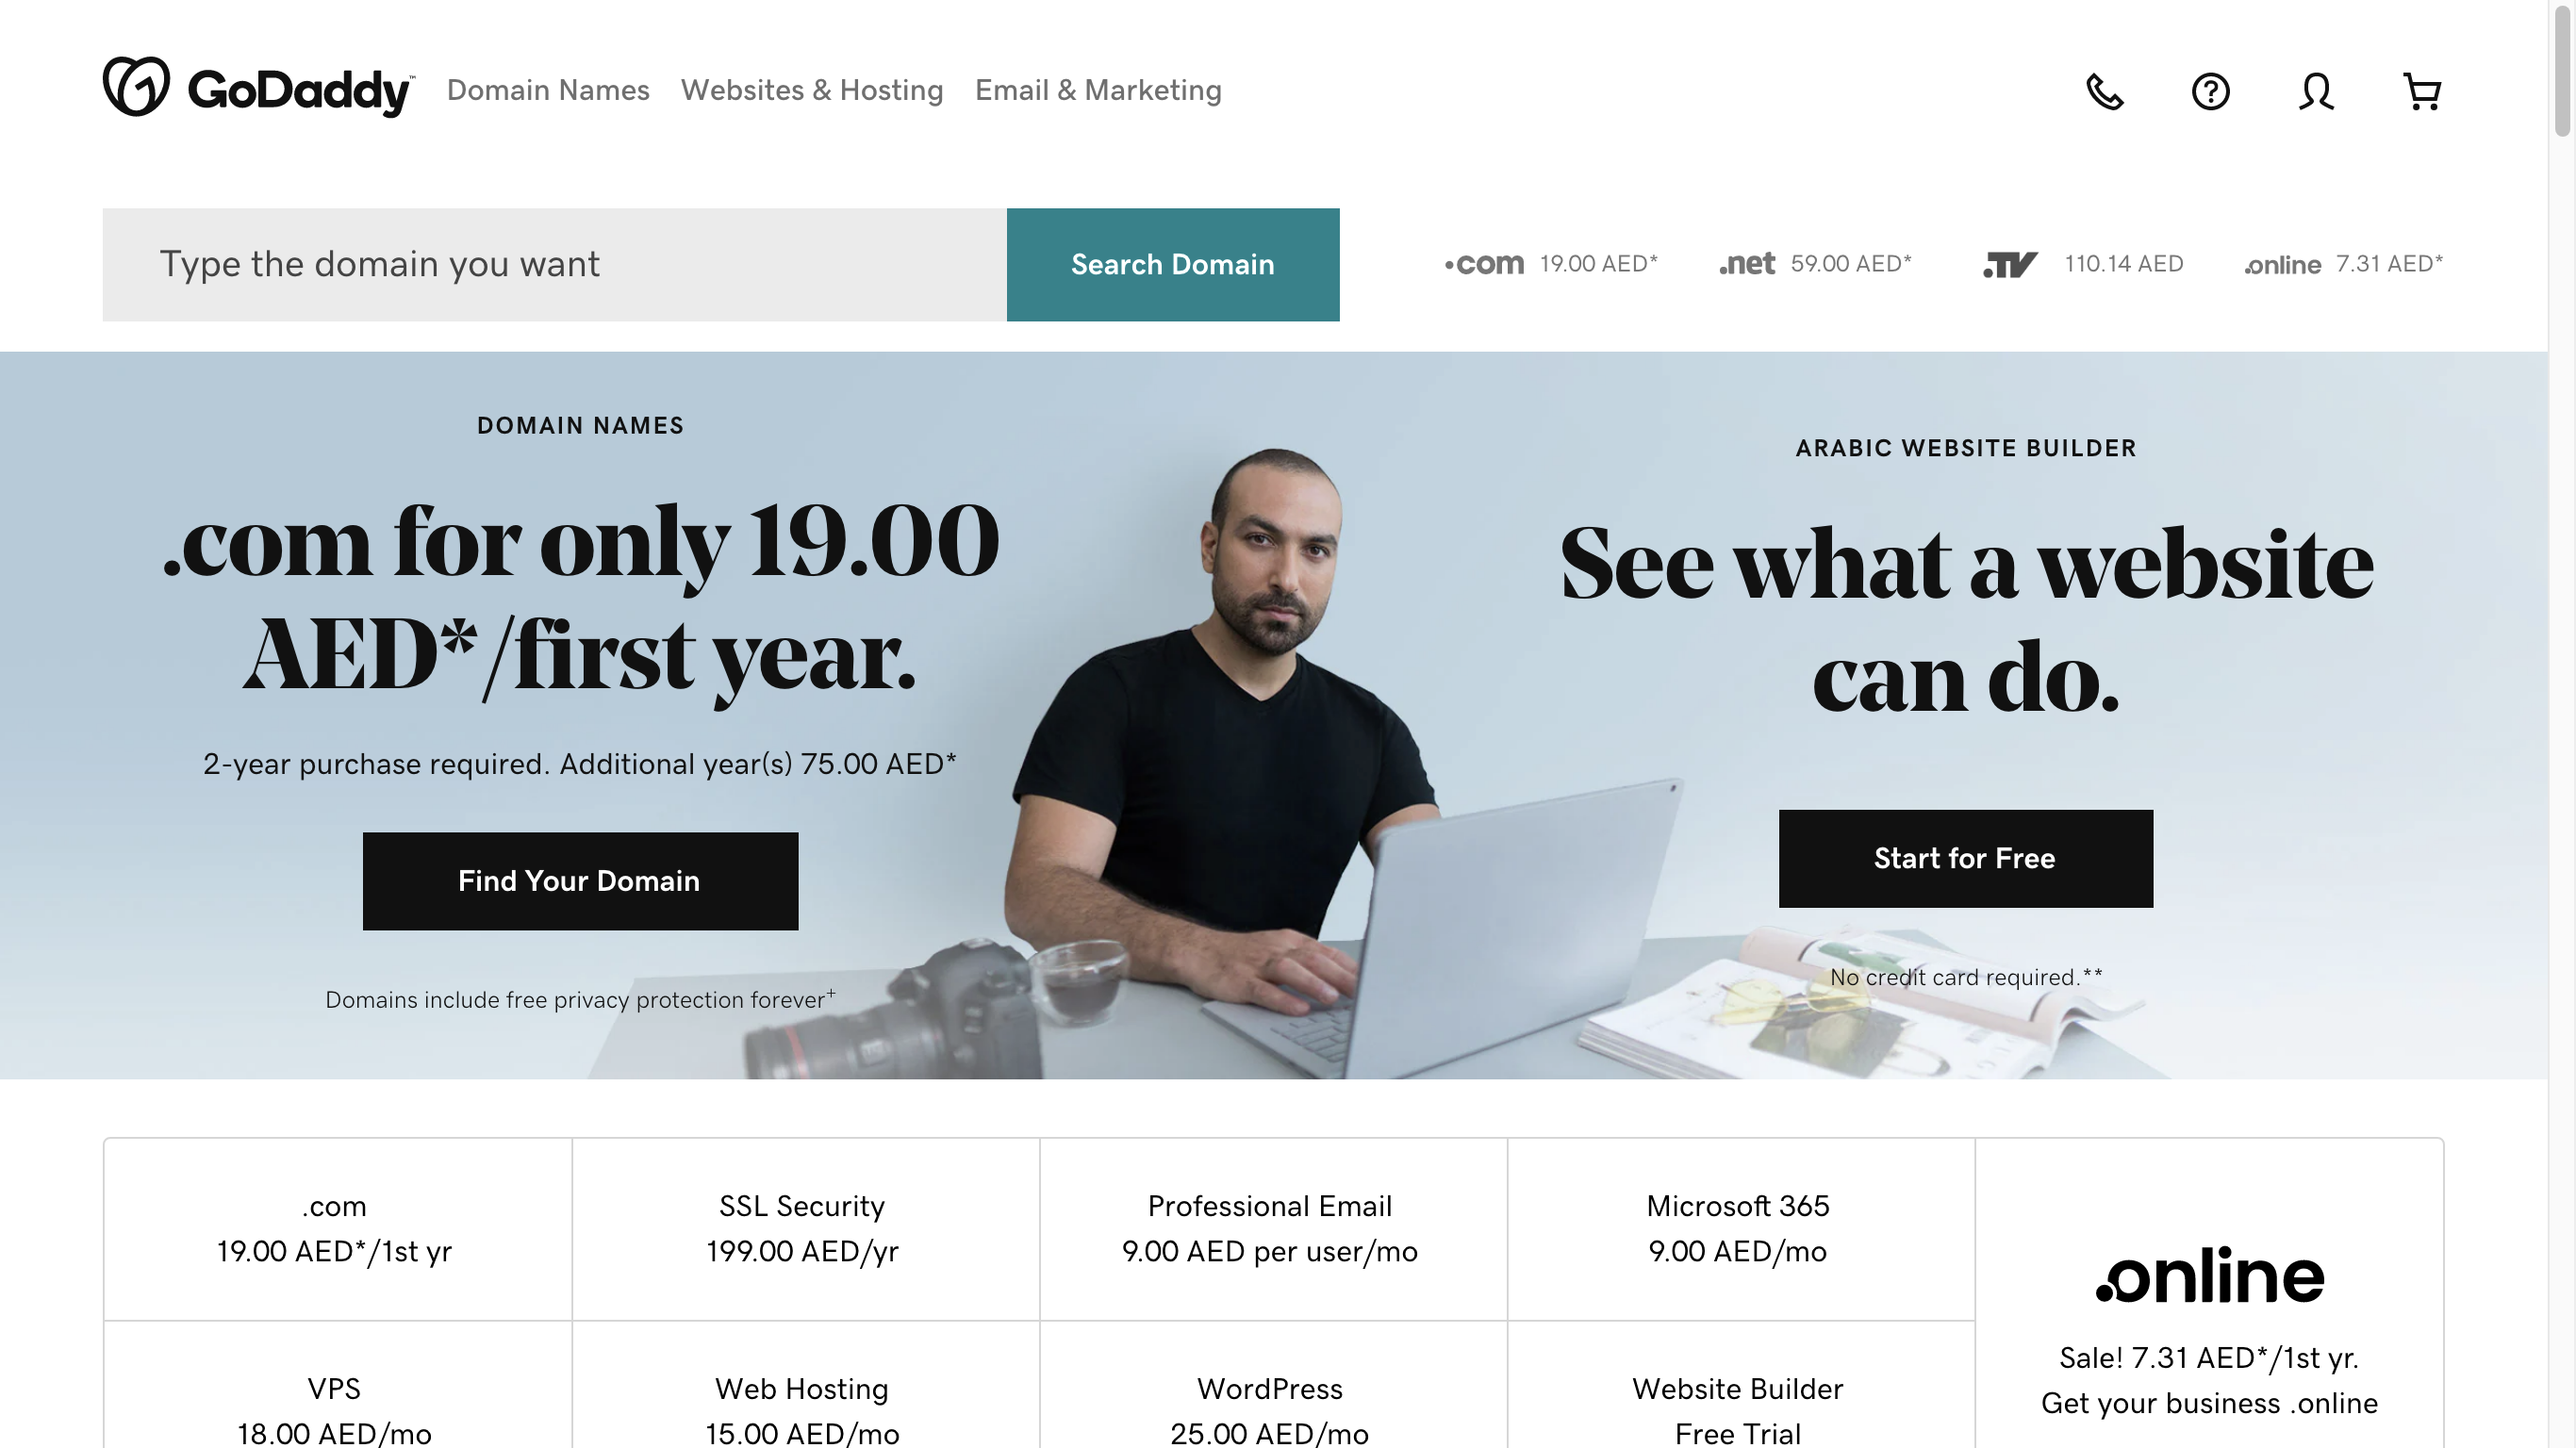 GoDaddy™
Domain Names Websites & Hosting Email & Marketing
Type the domain you want
Search Domain
.com 19.00 AED* .net 59.00 AED* .TV 110.14 AED .online 7.31 AED*
DOMAIN NAMES
.com for only 19.00
AED*/first year.
2-year purchase required. Additional year(s) 75.00 AED*
Find Your Domain
Domains include free privacy protection forever+
ARABIC WEBSITE BUILDER
See what a website
can do.
Start for Free
No credit card required.**
.com
19.00 AED*/1st yr
SSL Security
199.00 AED/yr
Professional Email
9.00 AED per user/mo
Microsoft 365
9.00 AED/mo
VPS
18.00 AED/mo
Web Hosting
15.00 AED/mo
WordPress
25.00 AED/mo
Website Builder
Free Trial
.online
Sale! 7.31 AED*/1st yr.
Get your business .online